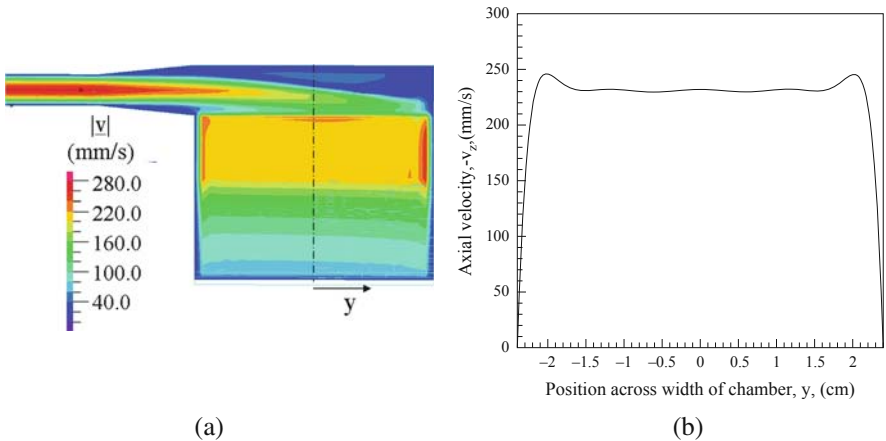 |v|
(mm/s)
280.0
220.0
160.0
100.0
40.0
y
(a)
300
250
200
150
100
50
0
Axial velocity,-vz,(mm/s)
−2 −1.5 −1 −0.5 0 0.5 1 1.5 2
Position across width of chamber, y, (cm)
(b)